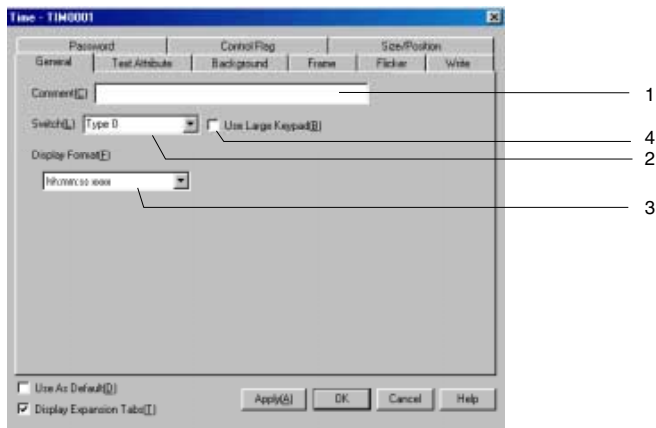 Time - TIM0001
Password Control Flag Size/Position
General Text Attribute Background Frame Flicker Write
Comment(C)
1
Switch(L) Type 0 Use Large Keypad(B)
4
2
Display Format(F)
hh:mm:ss xxxx
3
Use As Default(D)
Display Expansion Tabs(T)
Apply(A) OK Cancel Help